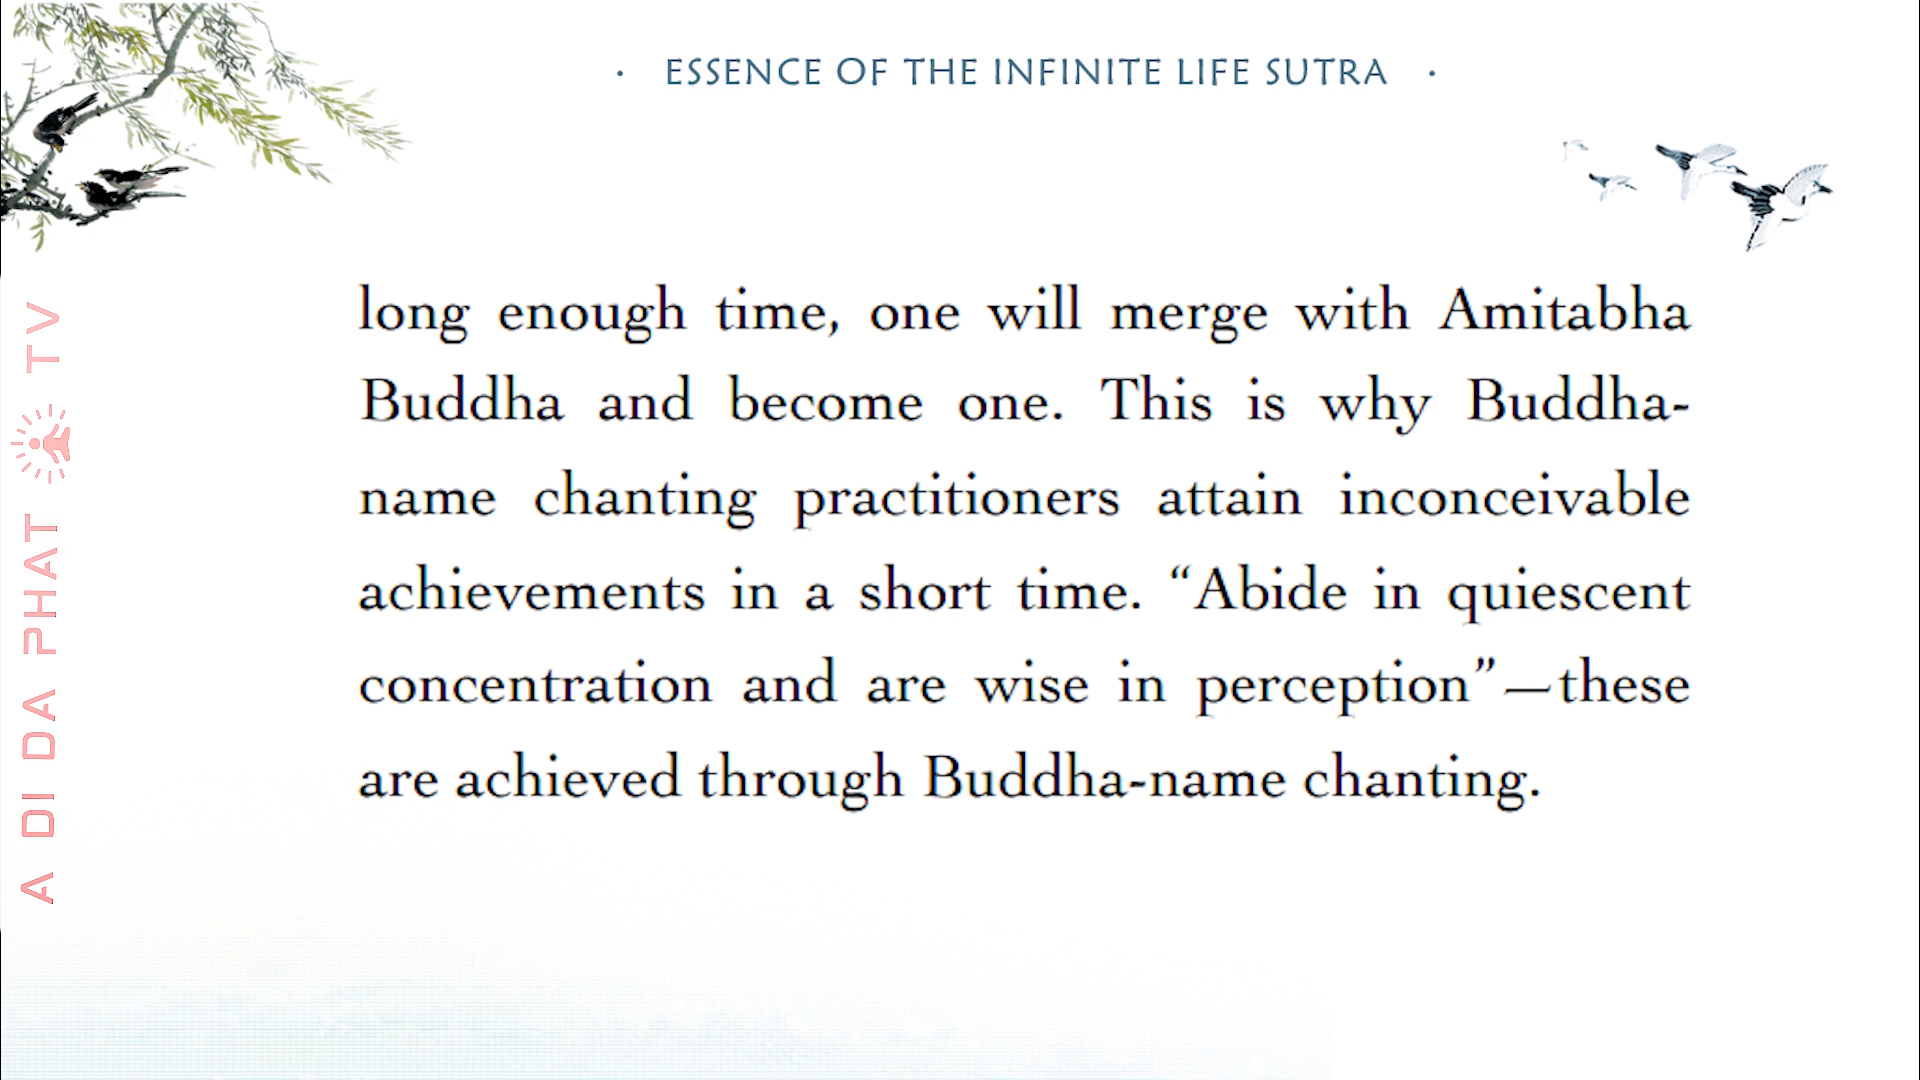 · ESSENCE OF THE INFINITE LIFE SUTRA ·
long enough time, one will merge with Amitabha
Buddha and become one. This is why Buddha-
name chanting practitioners attain inconceivable
achievements in a short time. “Abide in quiescent
concentration and are wise in perception”—these
are achieved through Buddha-name chanting.
A DI DA PHAT TV